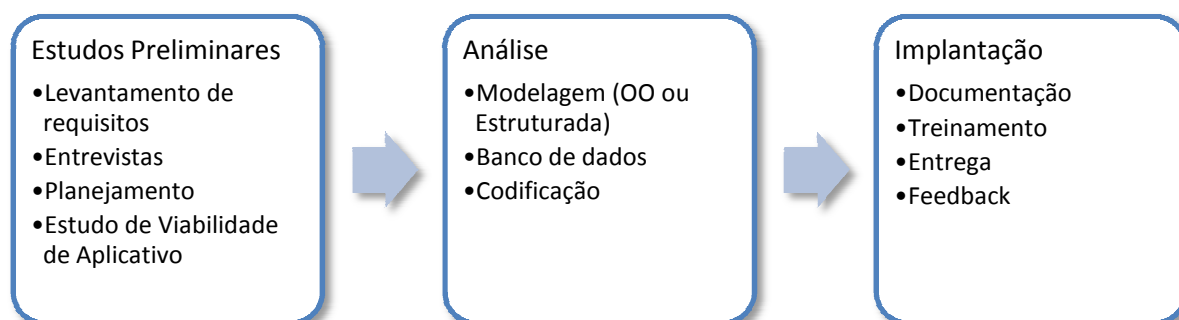 Estudos Preliminares
•Levantamento de
requisitos
•Entrevistas
•Planejamento
•Estudo de Viabilidade
de Aplicativo
Análise
•Modelagem (OO ou
Estruturada)
•Banco de dados
•Codificação
Implantação
•Documentação
•Treinamento
•Entrega
•Feedback